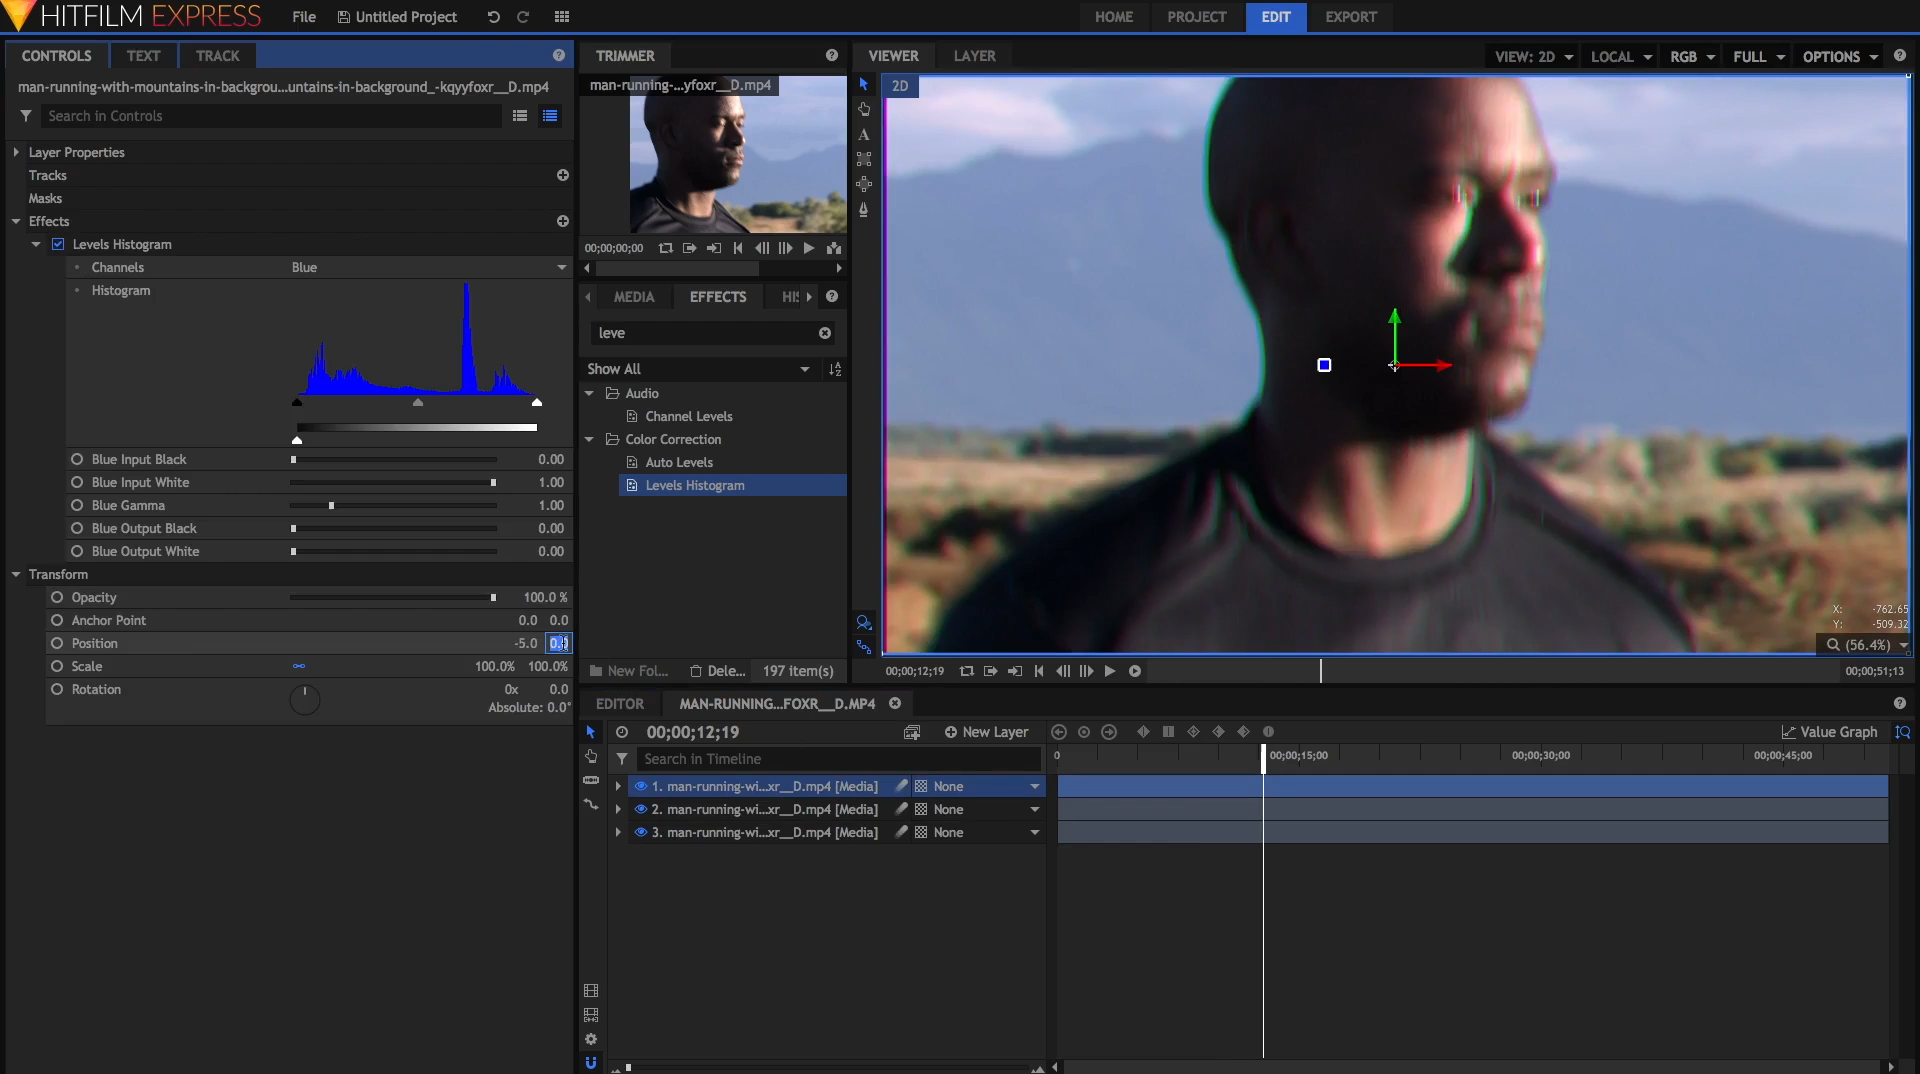 HITFILM EXPRESS
File
Untitled Project
HOME
PROJECT
EDIT
EXPORT
CONTROLS
TEXT
TRACK
man-running-with-mountains-in-backgrou...untains-in-background_-kqyyfoxr__D.mp4
Search in Controls
Layer Properties
Tracks
Masks
Effects
Levels Histogram
Channels
Blue
Histogram
Blue Input Black
0.00
Blue Input White
1.00
Blue Gamma
1.00
Blue Output Black
0.00
Blue Output White
0.00
Transform
Opacity
100.0 %
Anchor Point
0.0 0.0
Position
-5.0
Scale
100.0% 100.0%
Rotation
0x 0.0
Absolute: 0.0°
TRIMMER
man-running-...yfoxr__D.mp4
00;00;00;00
MEDIA
EFFECTS
HIS
leve
Show All
Audio
Channel Levels
Color Correction
Auto Levels
Levels Histogram
New Fol...
Dele...
197 item(s)
VIEWER
LAYER
VIEW: 2D
LOCAL
RGB
FULL
OPTIONS
2D
X: -762.65
Y: -509.32
(56.4%)
00;00;12;19
00;00;51;13
EDITOR
MAN-RUNNING...FOXR__D.MP4
00;00;12;19
New Layer
Value Graph
Search in Timeline
0
00;00;15;00
00;00;30;00
00;00;45;00
1. man-running-wi...xr__D.mp4 [Media]
None
2. man-running-wi...xr__D.mp4 [Media]
None
3. man-running-wi...xr__D.mp4 [Media]
None